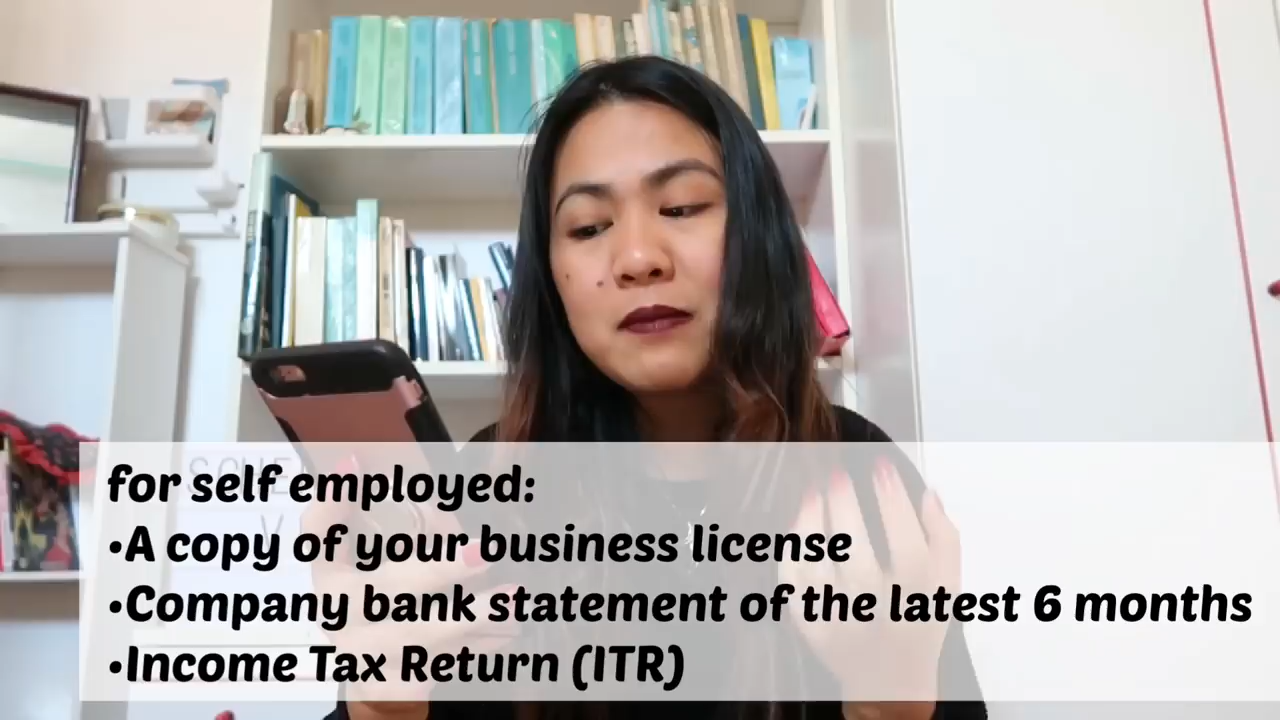 for self employed:
•A copy of your business license
•Company bank statement of the latest 6 months
•Income Tax Return (ITR)